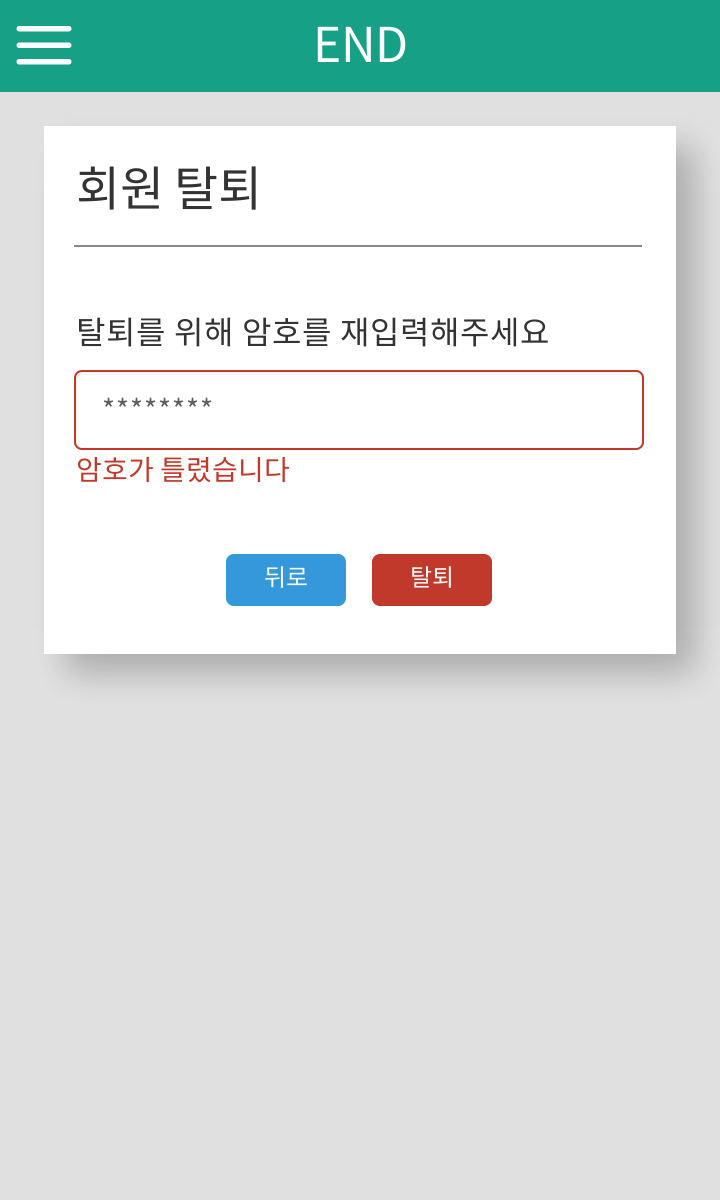 END
회원 탈퇴
탈퇴를 위해 암호를 재입력해주세요
********
암호가 틀렸습니다
뒤로
탈퇴